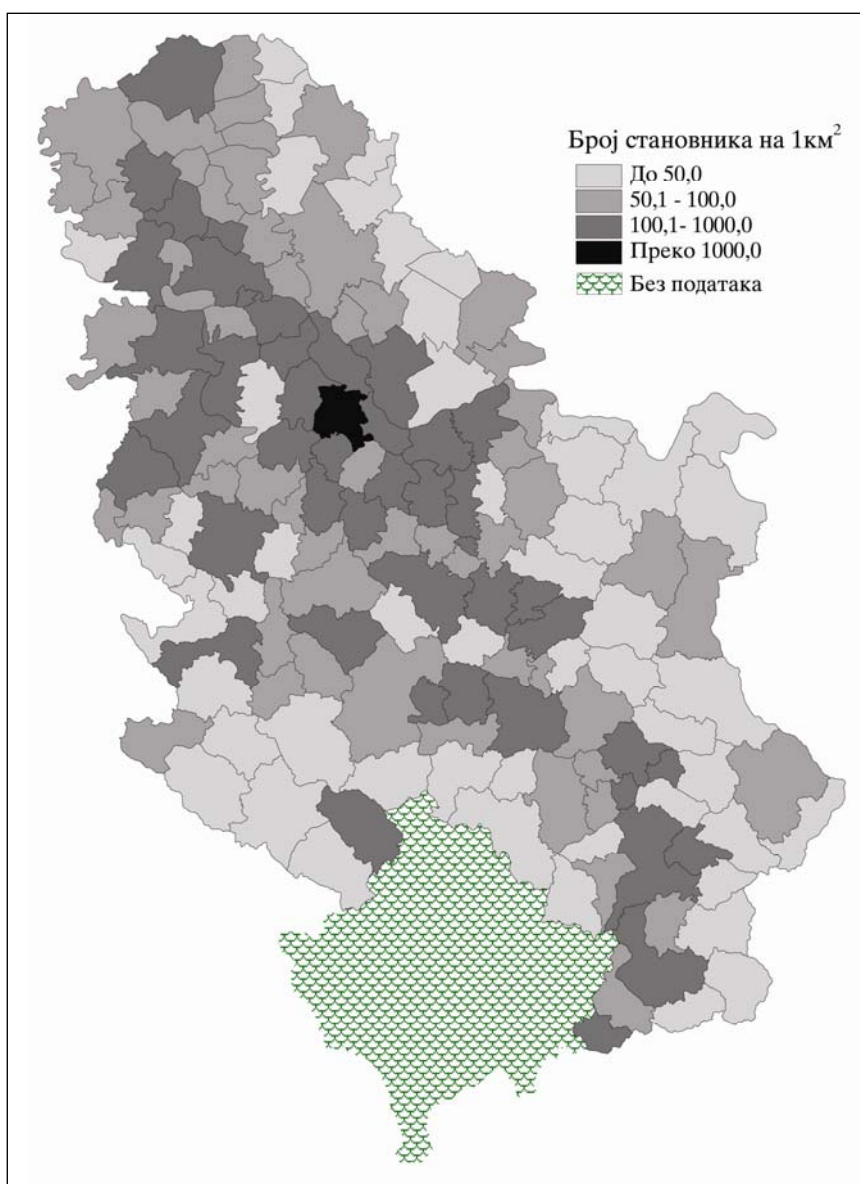 Број становника на 1км²
До 50,0
50,1 - 100,0
100,1- 1000,0
Преко 1000,0
Без података